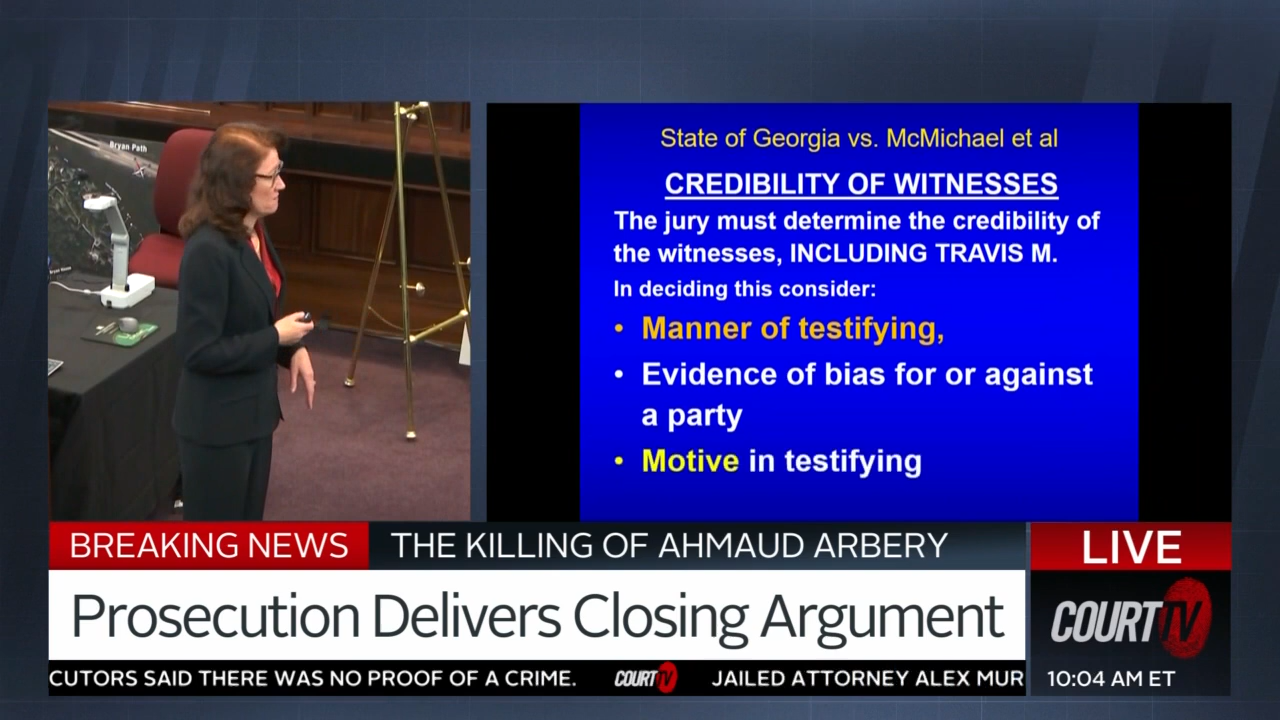 Bryan Path
State of Georgia vs. McMichael et al
CREDIBILITY OF WITNESSES
The jury must determine the credibility of
the witnesses, INCLUDING TRAVIS M.
In deciding this consider:
• Manner of testifying,
• Evidence of bias for or against
a party
• Motive in testifying
BREAKING NEWS
THE KILLING OF AHMAUD ARBERY
LIVE
Prosecution Delivers Closing Argument
COURT TV
CUTORS SAID THERE WAS NO PROOF OF A CRIME. COURT TV JAILED ATTORNEY ALEX MUR
10:04 AM ET